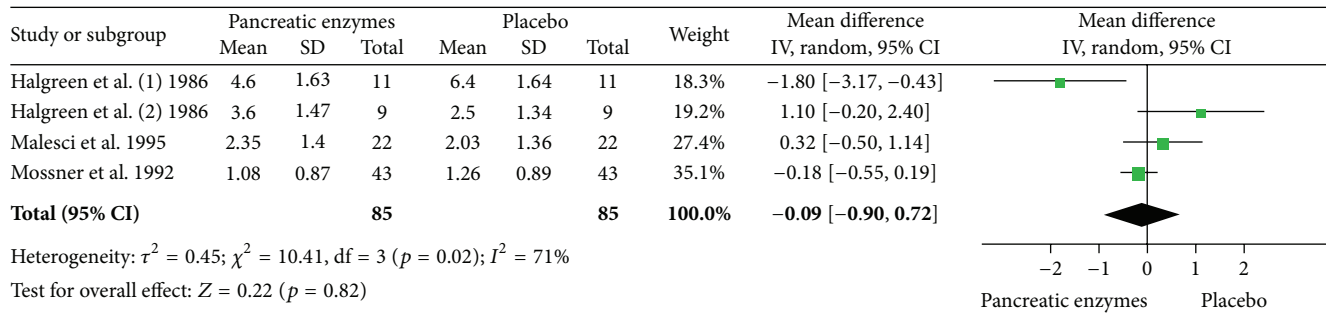 Study or subgroup Pancreatic enzymes Placebo Weight Mean difference Mean difference
Mean SD Total Mean SD Total IV, random, 95% CI IV, random, 95% CI
Halgreen et al. (1) 1986 4.6 1.63 11 6.4 1.64 11 18.3% −1.80 [−3.17, −0.43]
Halgreen et al. (2) 1986 3.6 1.47 9 2.5 1.34 9 19.2% 1.10 [−0.20, 2.40]
Malesci et al. 1995 2.35 1.4 22 2.03 1.36 22 27.4% 0.32 [−0.50, 1.14]
Mossner et al. 1992 1.08 0.87 43 1.26 0.89 43 35.1% −0.18 [−0.55, 0.19]
Total (95% CI) 85 85 100.0% −0.09 [−0.90, 0.72]
Heterogeneity: τ² = 0.45; χ² = 10.41, df = 3 (p = 0.02); I² = 71%
Test for overall effect: Z = 0.22 (p = 0.82)
−2 −1 0 1 2
Pancreatic enzymes Placebo